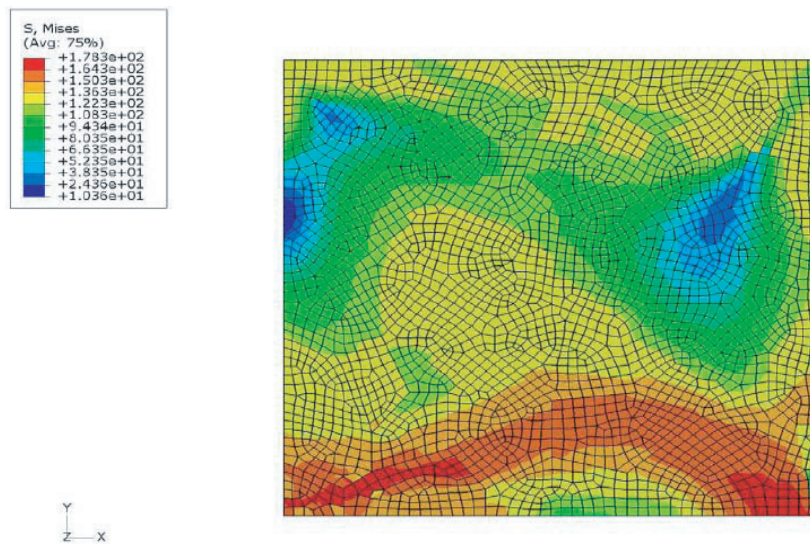 S, Mises
(Avg: 75%)
+1.783e+02
+1.643e+02
+1.503e+02
+1.363e+02
+1.223e+02
+1.083e+02
+9.434e+01
+8.035e+01
+6.635e+01
+5.235e+01
+3.835e+01
+2.436e+01
+1.036e+01
Y
Z X